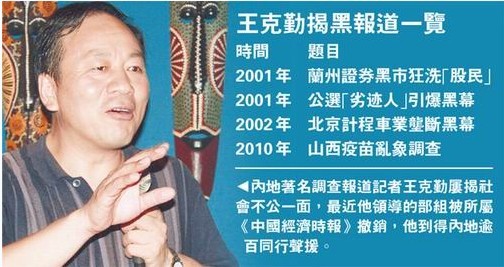 王克勤揭黑報道一覽
時間 題目
2001年 蘭州證券黑市狂洗「股民」
2001年 公選「劣迹人」引爆黑幕
2002年 北京計程車業壟斷黑幕
2010年 山西疫苗亂象調查
◀內地著名調查報道記者王克勤屢揭社
會不公一面，最近他領導的部組被所屬
《中國經濟時報》撤銷，他到得內地逾
百同行聲援。